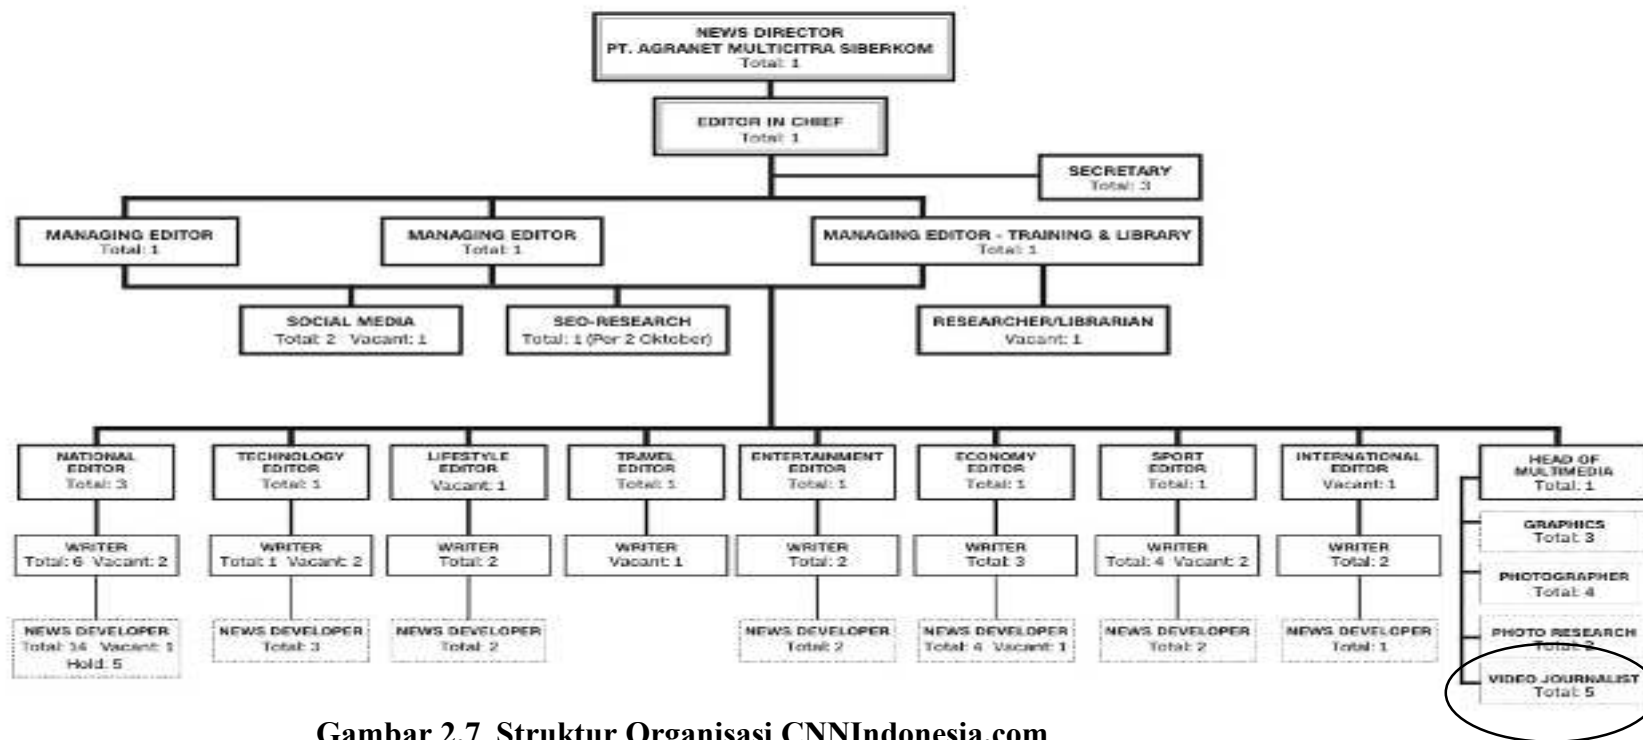 NEWS DIRECTOR
PT. AGRANET MULTICITRA SIBERKOM
Total: 1
EDITOR IN CHIEF
Total: 1
SECRETARY
Total: 3
MANAGING EDITOR
Total: 1
MANAGING EDITOR
Total: 1
MANAGING EDITOR - TRAINING & LIBRARY
Total: 1
SOCIAL MEDIA
Total: 2 Vacant: 1
SEO-RESEARCH
Total: 1 (Per 2 Oktober)
RESEARCHER/LIBRARIAN
Vacant: 1
NATIONAL
EDITOR
Total: 3
TECHNOLOGY
EDITOR
Total: 1
LIFESTYLE
EDITOR
Vacant: 1
TRAVEL
EDITOR
Total: 1
ENTERTAINMENT
EDITOR
Total: 1
ECONOMY
EDITOR
Total: 1
SPORT
EDITOR
Total: 1
INTERNATIONAL
EDITOR
Vacant: 1
HEAD OF
MULTIMEDIA
Total: 1
WRITER
Total: 6 Vacant: 2
WRITER
Total: 1 Vacant: 2
WRITER
Total: 2
WRITER
Vacant: 1
WRITER
Total: 2
WRITER
Total: 3
WRITER
Total: 4 Vacant: 2
WRITER
Total: 2
GRAPHICS
Total: 3
PHOTOGRAPHER
Total: 4
PHOTO RESEARCH
Total: 2
VIDEO JOURNALIST
Total: 5
NEWS DEVELOPER
Total: 14 Vacant: 1
Hold: 5
NEWS DEVELOPER
Total: 3
NEWS DEVELOPER
Total: 2
NEWS DEVELOPER
Total: 2
NEWS DEVELOPER
Total: 4 Vacant: 1
NEWS DEVELOPER
Total: 2
NEWS DEVELOPER
Total: 1
Gambar 2.7 Struktur Organisasi CNNIndonesia.com